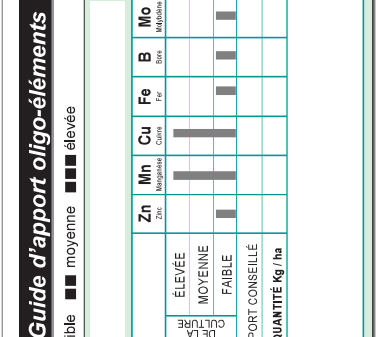 Guide d'apport oligo-éléments
ible ■■ moyenne ■■■ élevée
DE LA
CULTURE
ÉLEVÉE
MOYENNE
FAIBLE
PORT CONSEILLÉ
QUANTITÉ Kg / ha
Zn
Zinc
Mn
Manganèse
Cu
Cuivre
Fe
Fer
B
Bore
Mo
Molybdène